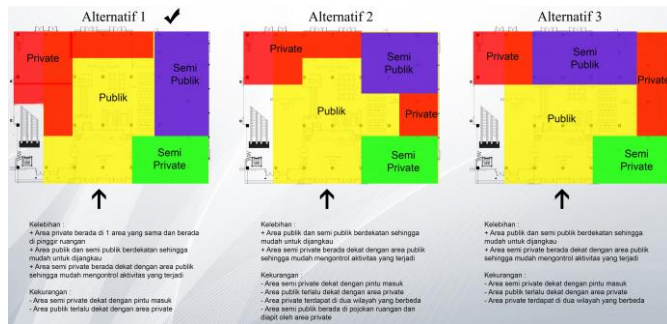 Alternatif 1
Private
Semi
Publik
Publik
Semi
Private
Kelebihan :
+ Area private berada di 1 area yang sama dan berada
di pinggir ruangan
+ Area publik dan semi publik berdekatan sehingga
mudah untuk dijangkau
+ Area semi private berada dekat dengan area publik
sehingga mudah mengontrol aktivitas yang terjadi
Kekurangan :
- Area semi private dekat dengan pintu masuk
- Area publik terlalu dekat dengan area private
Alternatif 2
Private
Semi
Publik
Publik
Private
Semi
Private
Kelebihan :
+ Area publik dan semi publik berdekatan sehingga
mudah untuk dijangkau
+ Area semi private berada dekat dengan area publik
sehingga mudah mengontrol aktivitas yang terjadi
Kekurangan :
- Area semi private dekat dengan pintu masuk
- Area publik terlalu dekat dengan area private
- Area private terdapat di dua wilayah yang berbeda
- Area semi publik berada di pojokan ruangan dan
diapit oleh area private
Alternatif 3
Private
Semi
Publik
Private
Publik
Semi
Private
Kelebihan :
+ Area publik dan semi publik berdekatan sehingga
mudah untuk dijangkau
+ Area semi private berada dekat dengan area publik
sehingga mudah mengontrol aktivitas yang terjadi
Kekurangan :
- Area semi private dekat dengan pintu masuk
- Area publik terlalu dekat dengan area private
- Area private terdapat di dua wilayah yang berbeda